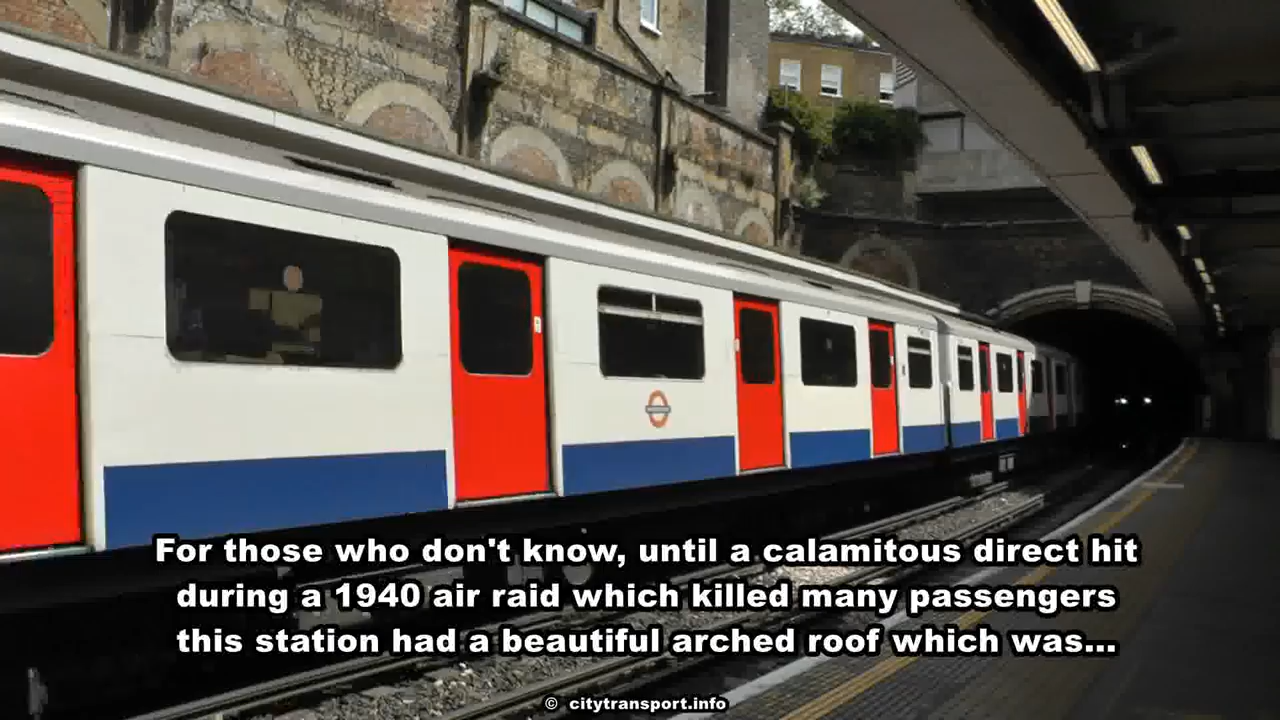 For those who don't know, until a calamitous direct hit
during a 1940 air raid which killed many passengers
this station had a beautiful arched roof which was...
© citytransport.info